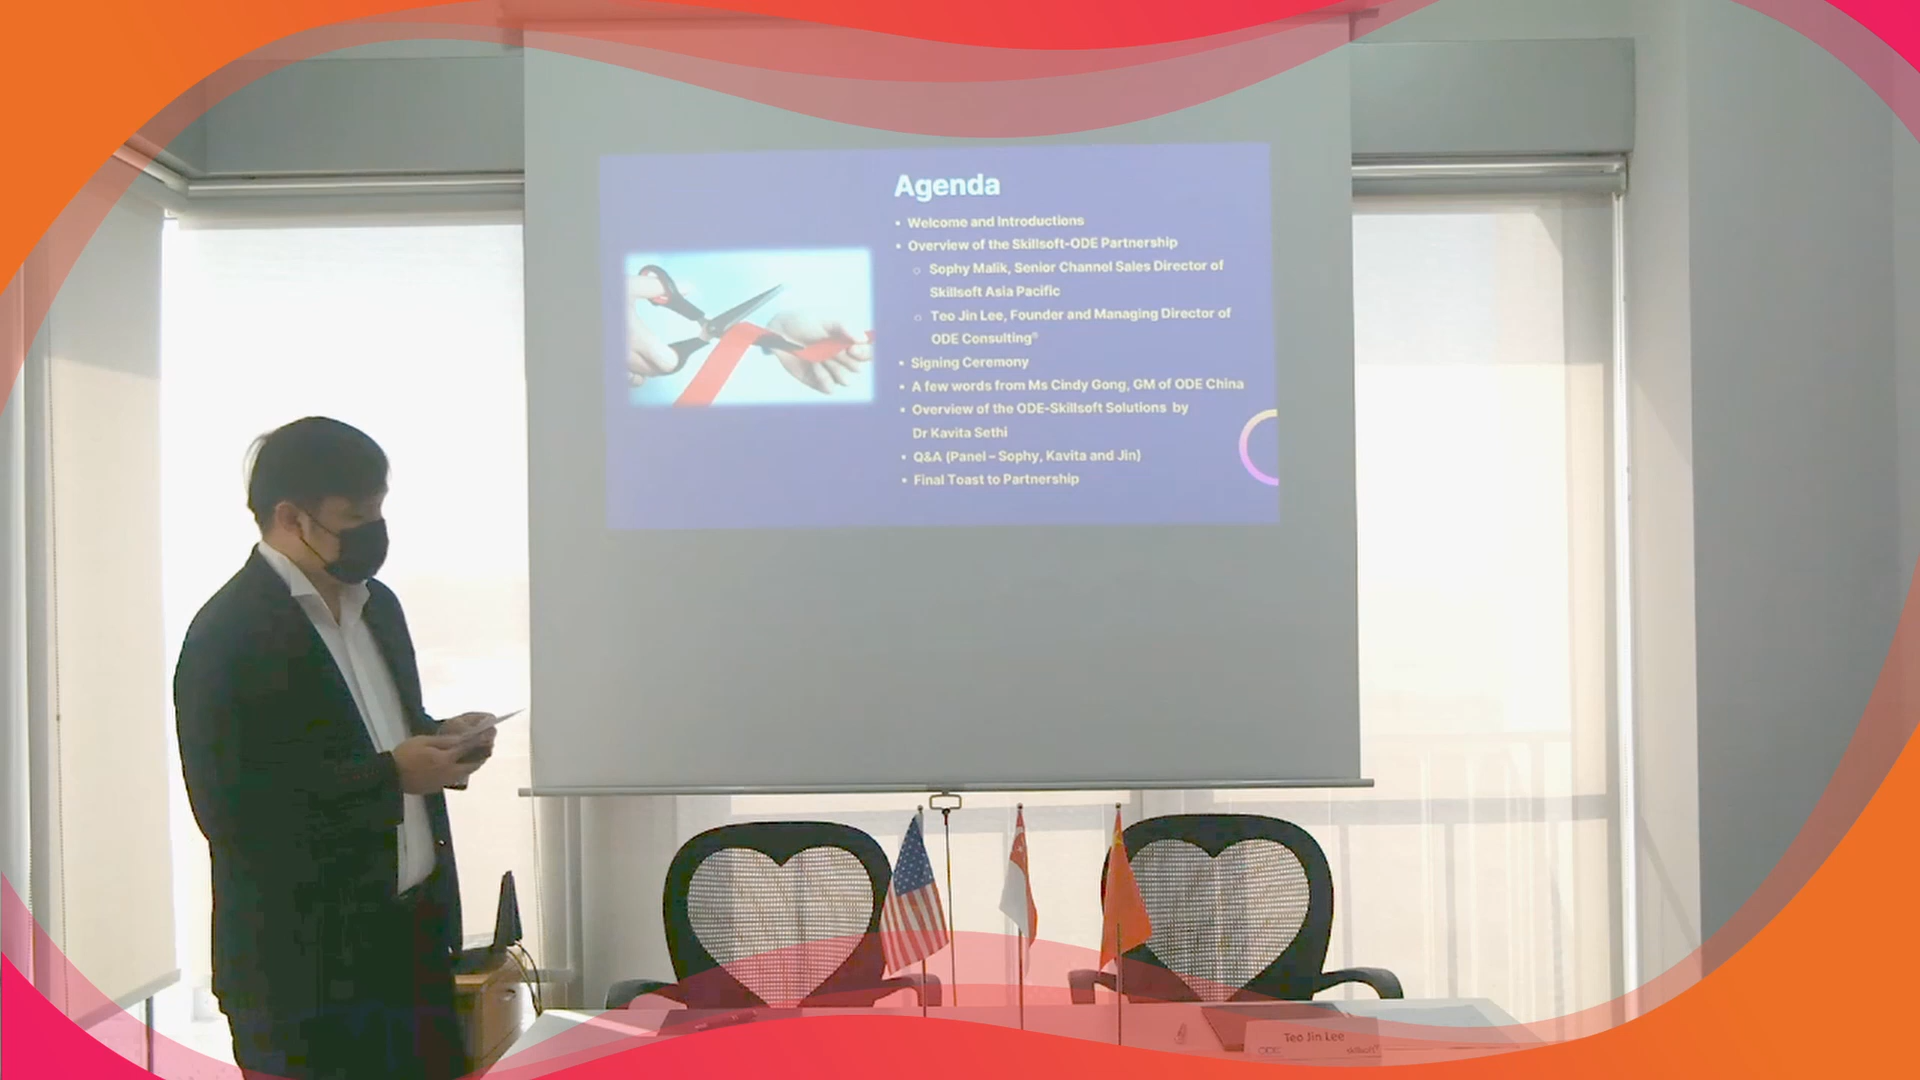 Agenda
• Welcome and Introductions
• Overview of the Skillsoft-ODE Partnership
○ Sophy Malik, Senior Channel Sales Director of
Skillsoft Asia Pacific
○ Teo Jin Lee, Founder and Managing Director of
ODE Consulting®
• Signing Ceremony
• A few words from Ms Cindy Gong, GM of ODE China
• Overview of the ODE-Skillsoft Solutions by
Dr Kavita Sethi
• Q&A (Panel – Sophy, Kavita and Jin)
• Final Toast to Partnership
Teo Jin Lee
ODE skillsoft